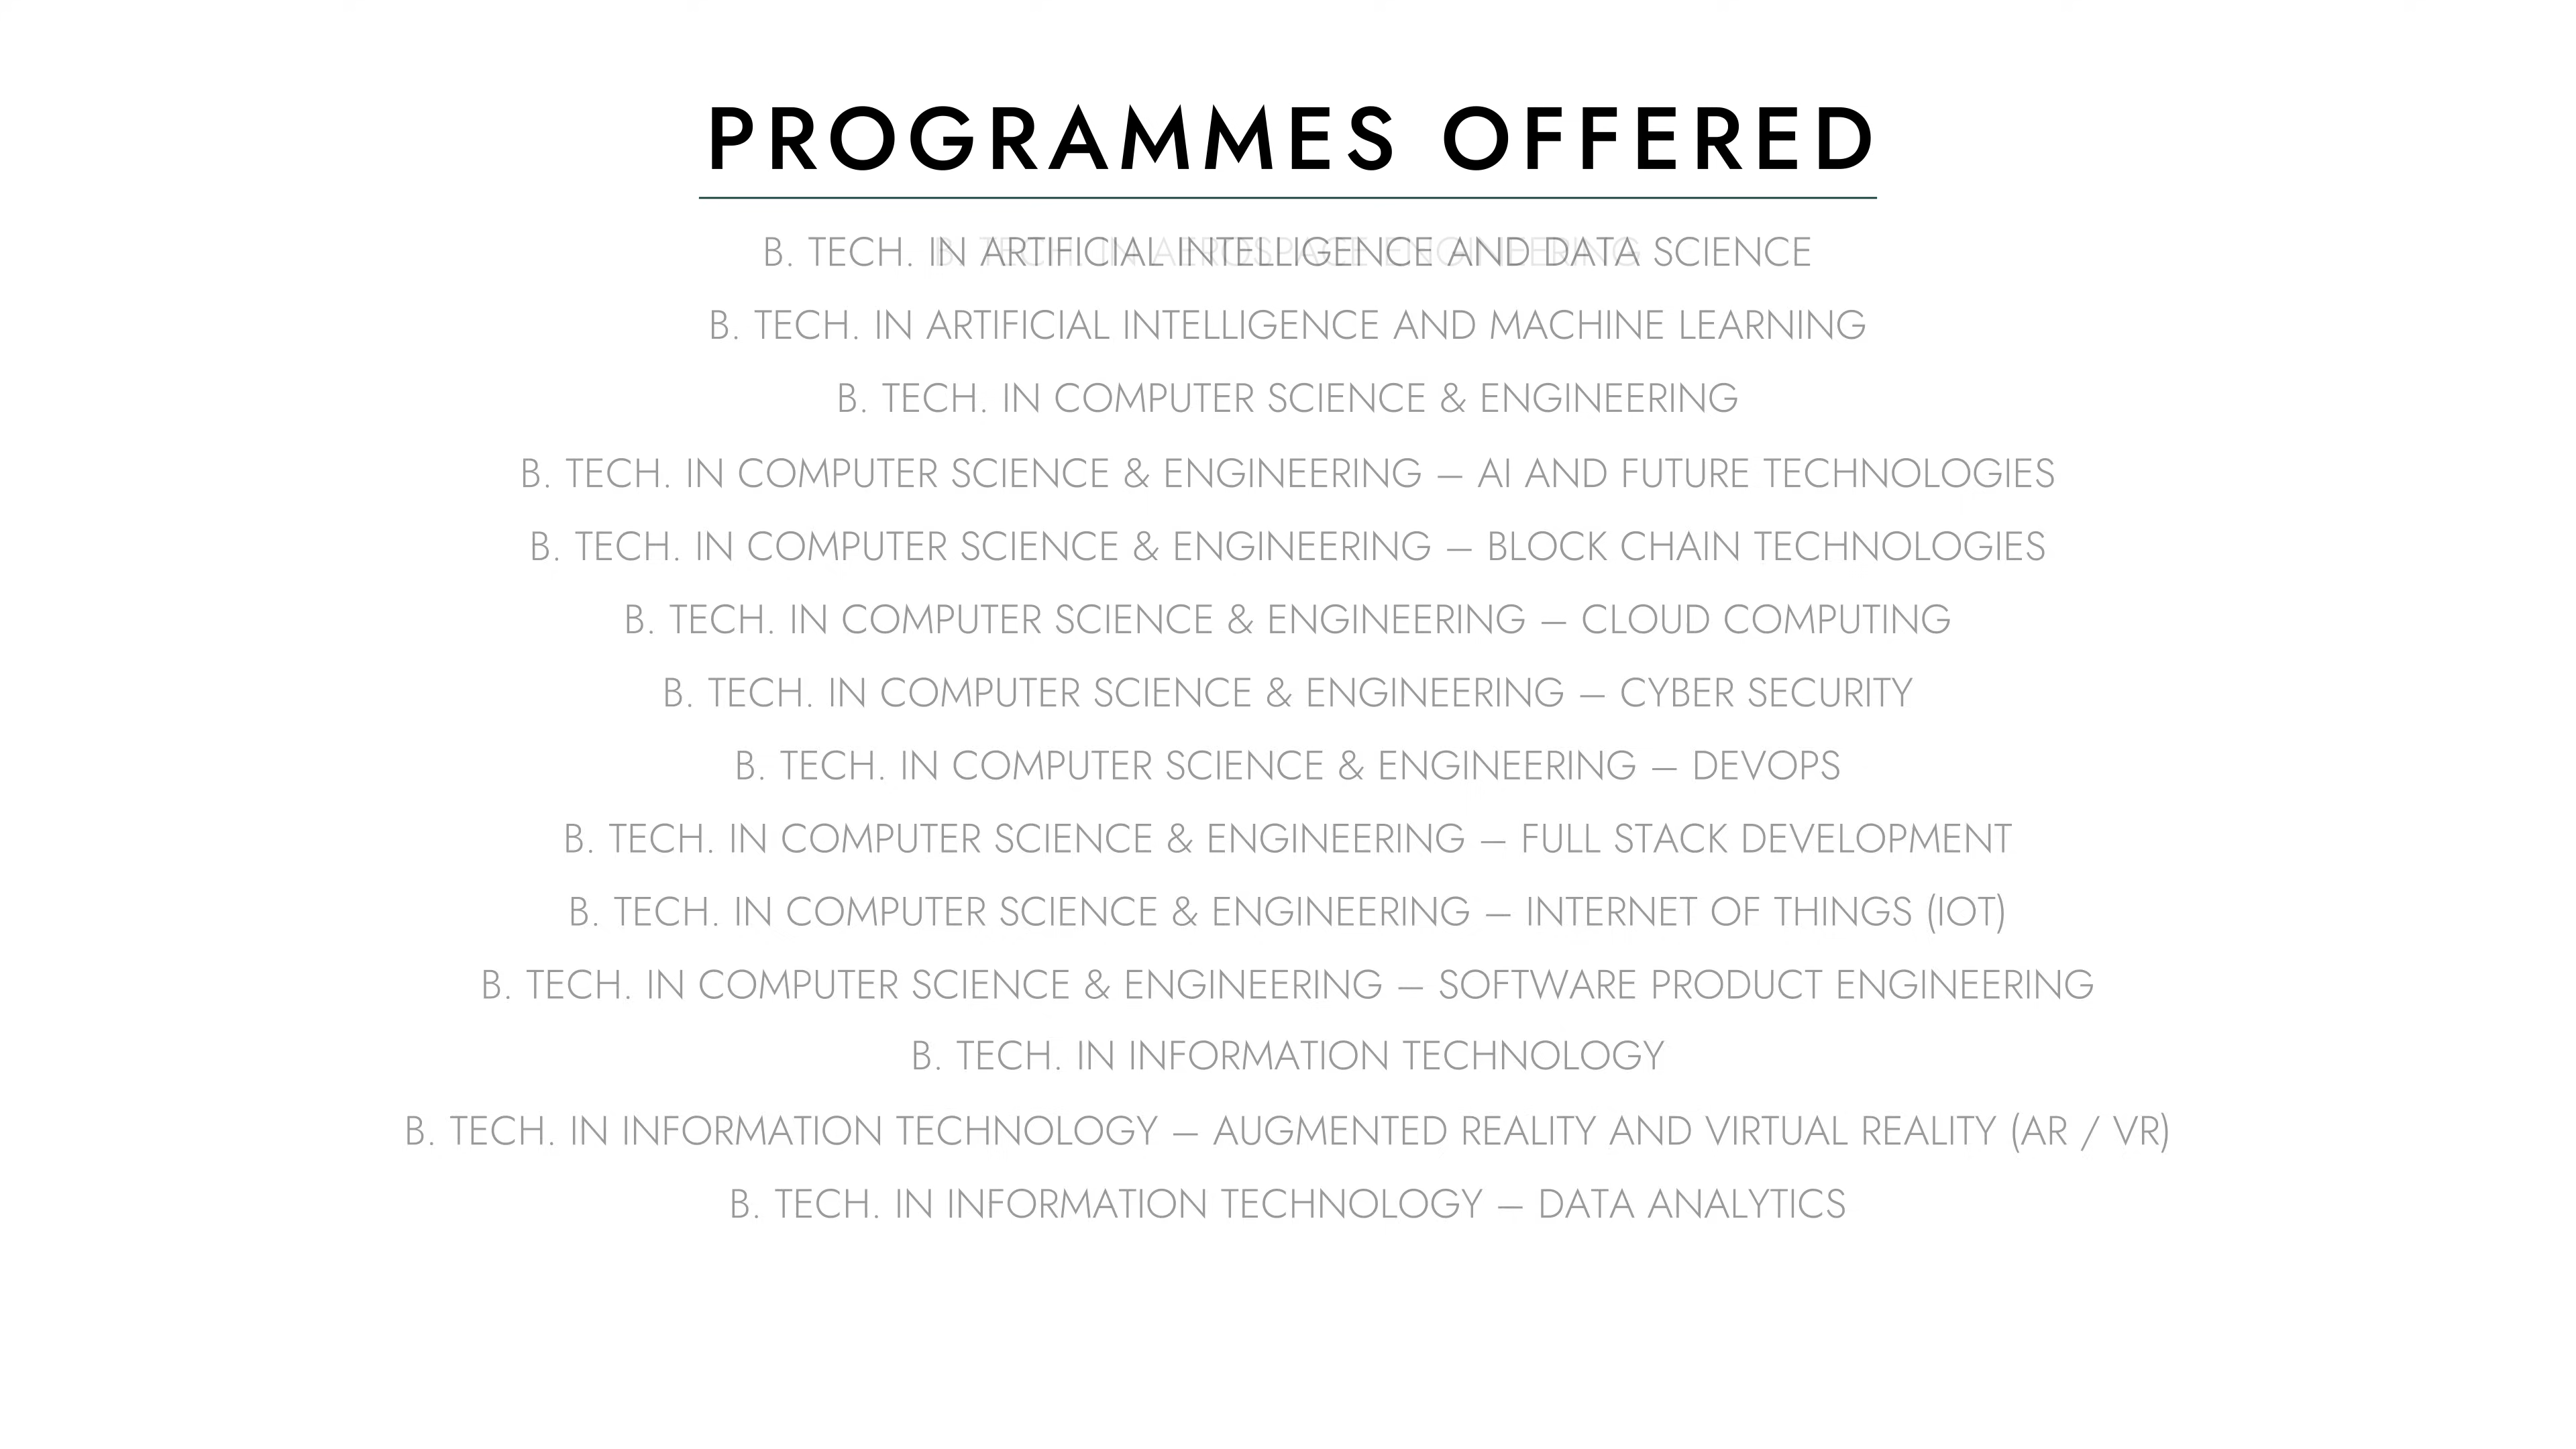 PROGRAMMES OFFERED
B. TECH. IN ARTIFICIAL INTELLIGENCE AND DATA SCIENCE
B. TECH. IN AEROSPACE ENGINEERING
B. TECH. IN ARTIFICIAL INTELLIGENCE AND MACHINE LEARNING
B. TECH. IN COMPUTER SCIENCE & ENGINEERING
B. TECH. IN COMPUTER SCIENCE & ENGINEERING – AI AND FUTURE TECHNOLOGIES
B. TECH. IN COMPUTER SCIENCE & ENGINEERING – BLOCK CHAIN TECHNOLOGIES
B. TECH. IN COMPUTER SCIENCE & ENGINEERING – CLOUD COMPUTING
B. TECH. IN COMPUTER SCIENCE & ENGINEERING – CYBER SECURITY
B. TECH. IN COMPUTER SCIENCE & ENGINEERING – DEVOPS
B. TECH. IN COMPUTER SCIENCE & ENGINEERING – FULL STACK DEVELOPMENT
B. TECH. IN COMPUTER SCIENCE & ENGINEERING – INTERNET OF THINGS (IOT)
B. TECH. IN COMPUTER SCIENCE & ENGINEERING – SOFTWARE PRODUCT ENGINEERING
B. TECH. IN INFORMATION TECHNOLOGY
B. TECH. IN INFORMATION TECHNOLOGY – AUGMENTED REALITY AND VIRTUAL REALITY (AR / VR)
B. TECH. IN INFORMATION TECHNOLOGY – DATA ANALYTICS